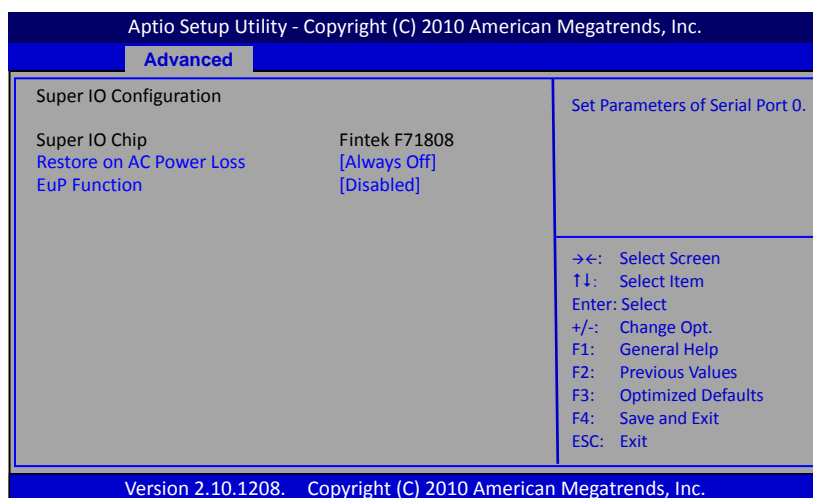 Aptio Setup Utility - Copyright (C) 2010 American Megatrends, Inc.
Advanced
Super IO Configuration
Super IO Chip Fintek F71808
Restore on AC Power Loss [Always Off]
EuP Function [Disabled]
Set Parameters of Serial Port 0.
→←: Select Screen
↑↓: Select Item
Enter: Select
+/-: Change Opt.
F1: General Help
F2: Previous Values
F3: Optimized Defaults
F4: Save and Exit
ESC: Exit
Version 2.10.1208. Copyright (C) 2010 American Megatrends, Inc.